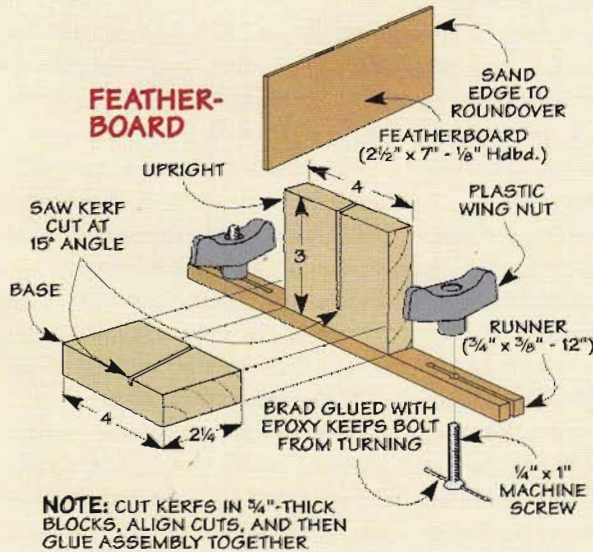 FEATHER-
BOARD
SAND
EDGE TO
ROUNDOVER
FEATHERBOARD
(2½" x 7" - ⅛" Hdbd.)
UPRIGHT
4
PLASTIC
WING NUT
SAW KERF
CUT AT
15° ANGLE
3
BASE
RUNNER
(¾" x ⅜" - 12")
4
2¼
BRAD GLUED WITH
EPOXY KEEPS BOLT
FROM TURNING
¼" x 1"
MACHINE
SCREW
NOTE: CUT KERFS IN ¾"-THICK
BLOCKS, ALIGN CUTS, AND THEN
GLUE ASSEMBLY TOGETHER